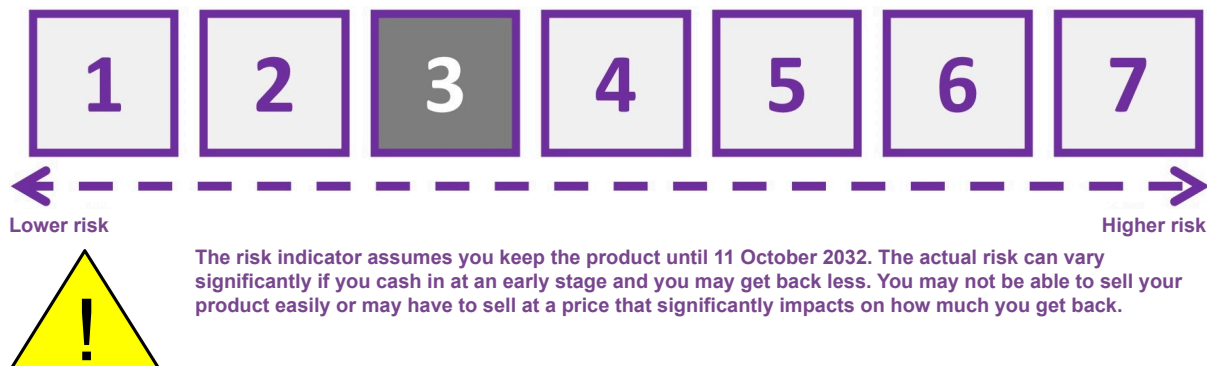 1 2 3 4 5 6 7
Lower risk Higher risk
The risk indicator assumes you keep the product until 11 October 2032. The actual risk can vary
significantly if you cash in at an early stage and you may get back less. You may not be able to sell your
product easily or may have to sell at a price that significantly impacts on how much you get back.
!